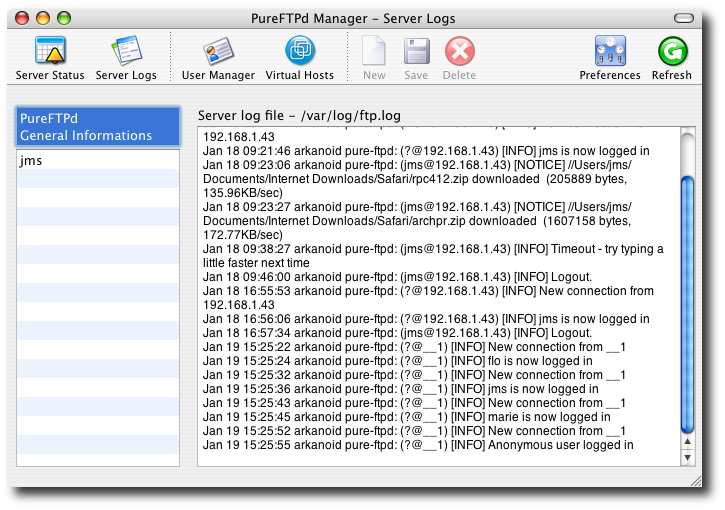 PureFTPd Manager – Server Logs
Server Status
Server Logs
User Manager
Virtual Hosts
New
Save
Delete
Preferences
Refresh
PureFTPd
General Informations
jms
Server log file – /var/log/ftp.log
192.168.1.43
Jan 18 09:21:46 arkanoid pure-ftpd: (?@192.168.1.43) [INFO] jms is now logged in
Jan 18 09:23:06 arkanoid pure-ftpd: (jms@192.168.1.43) [NOTICE] //Users/jms/
Documents/Internet Downloads/Safari/rpc412.zip downloaded  (205889 bytes,
135.96KB/sec)
Jan 18 09:23:27 arkanoid pure-ftpd: (jms@192.168.1.43) [NOTICE] //Users/jms/
Documents/Internet Downloads/Safari/archpr.zip downloaded  (1607158 bytes,
172.77KB/sec)
Jan 18 09:38:27 arkanoid pure-ftpd: (jms@192.168.1.43) [INFO] Timeout - try typing a
little faster next time
Jan 18 09:46:00 arkanoid pure-ftpd: (jms@192.168.1.43) [INFO] Logout.
Jan 18 16:55:53 arkanoid pure-ftpd: (?@192.168.1.43) [INFO] New connection from
192.168.1.43
Jan 18 16:56:06 arkanoid pure-ftpd: (?@192.168.1.43) [INFO] jms is now logged in
Jan 18 16:57:34 arkanoid pure-ftpd: (jms@192.168.1.43) [INFO] Logout.
Jan 19 15:25:22 arkanoid pure-ftpd: (?@__1) [INFO] New connection from __1
Jan 19 15:25:24 arkanoid pure-ftpd: (?@__1) [INFO] flo is now logged in
Jan 19 15:25:32 arkanoid pure-ftpd: (?@__1) [INFO] New connection from __1
Jan 19 15:25:36 arkanoid pure-ftpd: (?@__1) [INFO] jms is now logged in
Jan 19 15:25:43 arkanoid pure-ftpd: (?@__1) [INFO] New connection from __1
Jan 19 15:25:45 arkanoid pure-ftpd: (?@__1) [INFO] marie is now logged in
Jan 19 15:25:52 arkanoid pure-ftpd: (?@__1) [INFO] New connection from __1
Jan 19 15:25:55 arkanoid pure-ftpd: (?@__1) [INFO] Anonymous user logged in